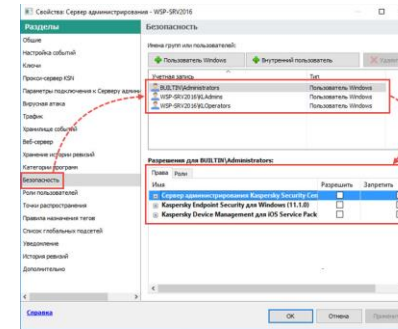 Свойства: Сервер администрирования - WSP-SRV2016
Разделы
Безопасность
Общие
Настройка событий
Ключи
Прокси-сервер KSN
Параметры подключения к Серверу админи
Вирусная атака
Трафик
Хранилище событий
Веб-сервер
Хранение истории ревизий
Категории программ
Безопасность
Роли пользователей
Точки распространения
Правила назначения тегов
Список глобальных подсетей
Уведомление
История ревизий
Дополнительно
Имена групп или пользователей:
Пользователь Windows
Внутренний пользователь
Удалить
Учетная запись
Тип
BUILTIN\Administrators
Пользователь Windows
WSP-SRV2016\KLAdmins
Пользователь Windows
WSP-SRV2016\KLOperators
Пользователь Windows
Разрешения для BUILTIN\Administrators:
Права
Роли
Имя
Разрешить
Запретить
Сервер администрирования Kaspersky Security Cen
Kaspersky Endpoint Security для Windows (11.1.0)
Kaspersky Device Management для iOS Service Pack
Справка
OK
Отмена
Применить